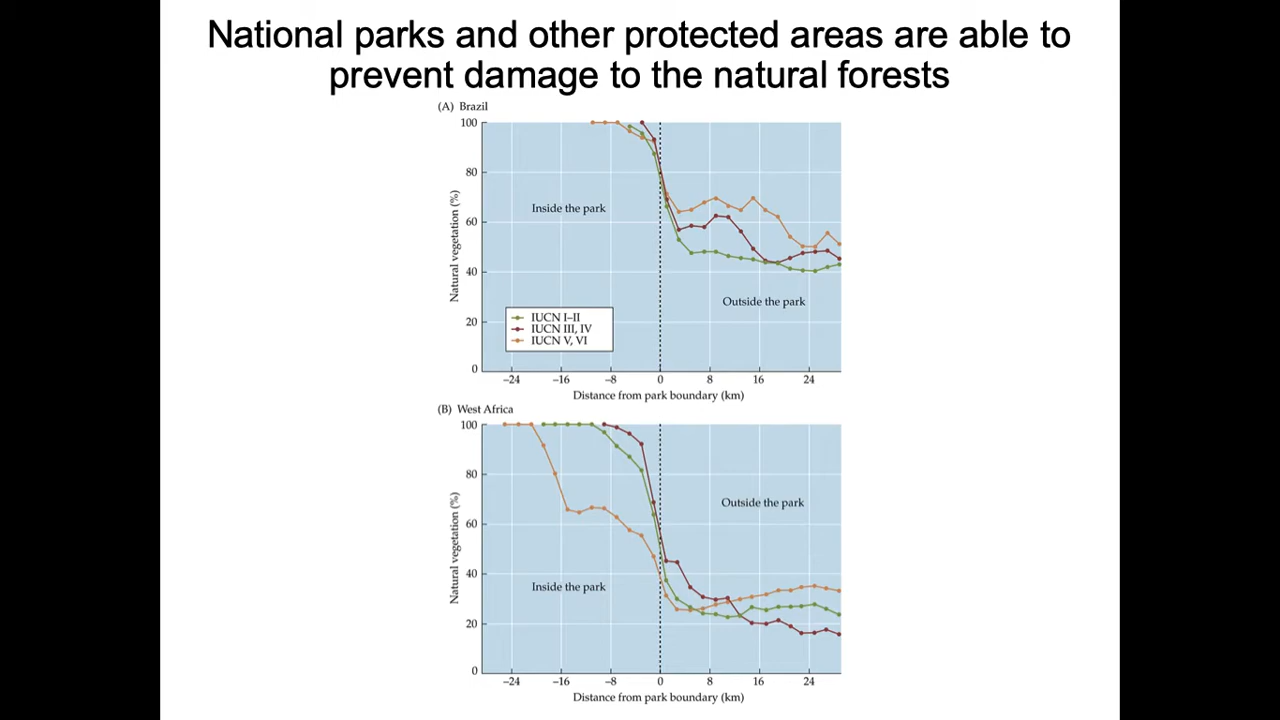 National parks and other protected areas are able to
prevent damage to the natural forests
(A) Brazil
100
80
60
40
20
0
Natural vegetation (%)
Inside the park
Outside the park
IUCN I–II
IUCN III, IV
IUCN V, VI
–24 –16 –8 0 8 16 24
Distance from park boundary (km)
(B) West Africa
100
80
60
40
20
0
Natural vegetation (%)
Outside the park
Inside the park
–24 –16 –8 0 8 16 24
Distance from park boundary (km)